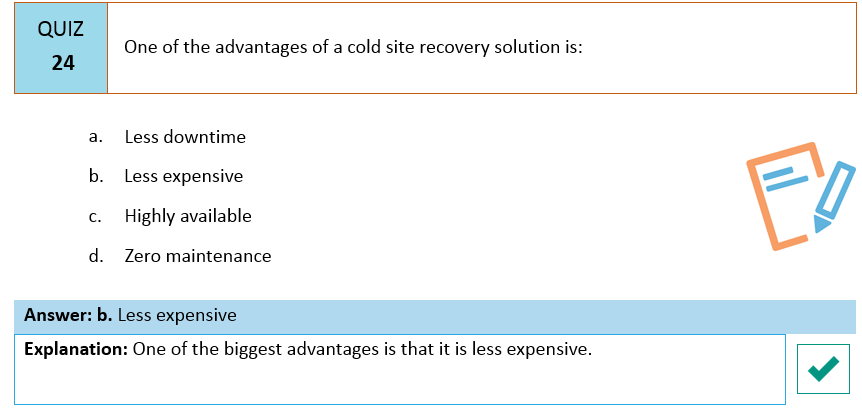 QUIZ
24
One of the advantages of a cold site recovery solution is:
a. Less downtime
b. Less expensive
c. Highly available
d. Zero maintenance
Answer: b. Less expensive
Explanation: One of the biggest advantages is that it is less expensive.